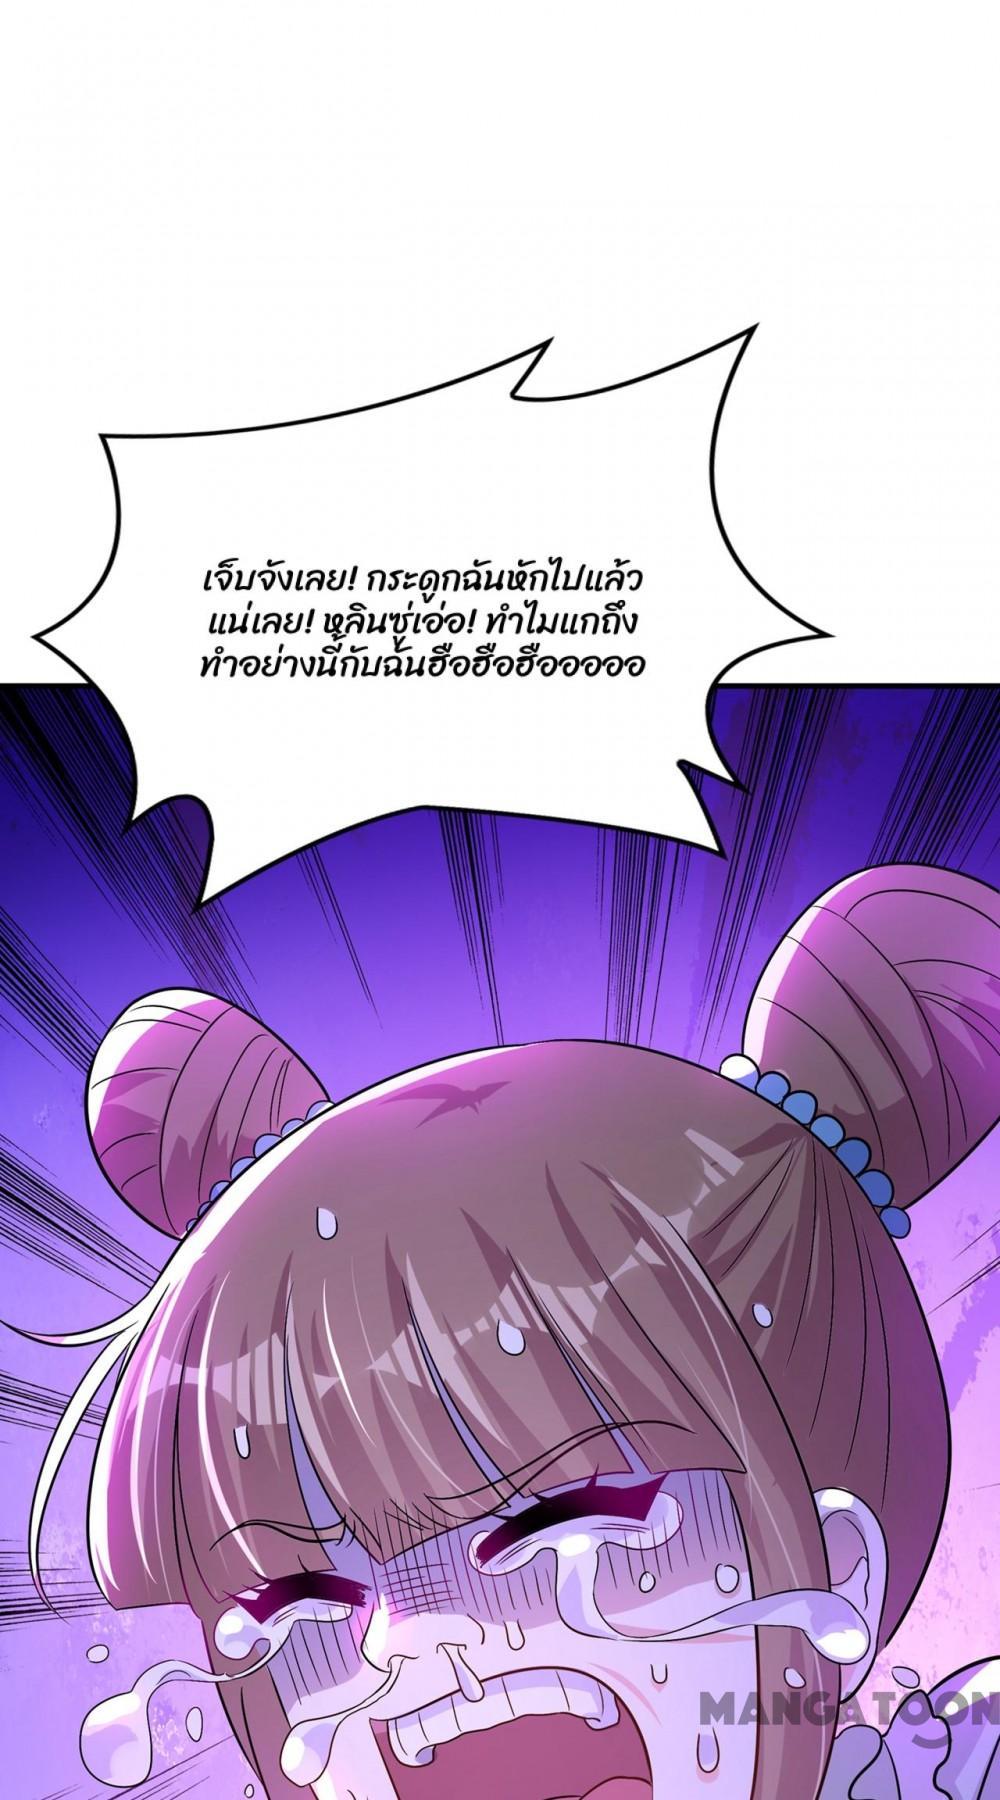 เจ็บจังเลย! กระดูกฉันหักไปแล้ว
แน่เลย! หลินซู่เอ่อ! ทำไมแกถึง
ทำอย่างนี้กับฉันฮือฮือฮืออออออ
MANGATOON